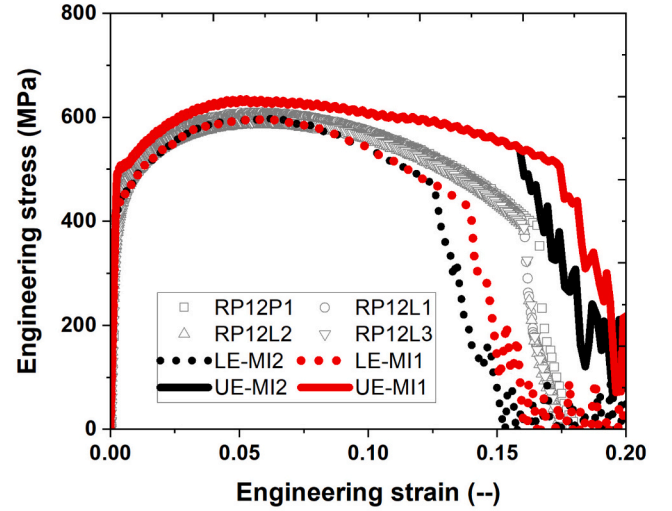 800
600
400
200
0
Engineering stress (MPa)
RP12P1 RP12L1
RP12L2 RP12L3
LE-MI2 LE-MI1
UE-MI2 UE-MI1
0.00 0.05 0.10 0.15 0.20
Engineering strain (--)